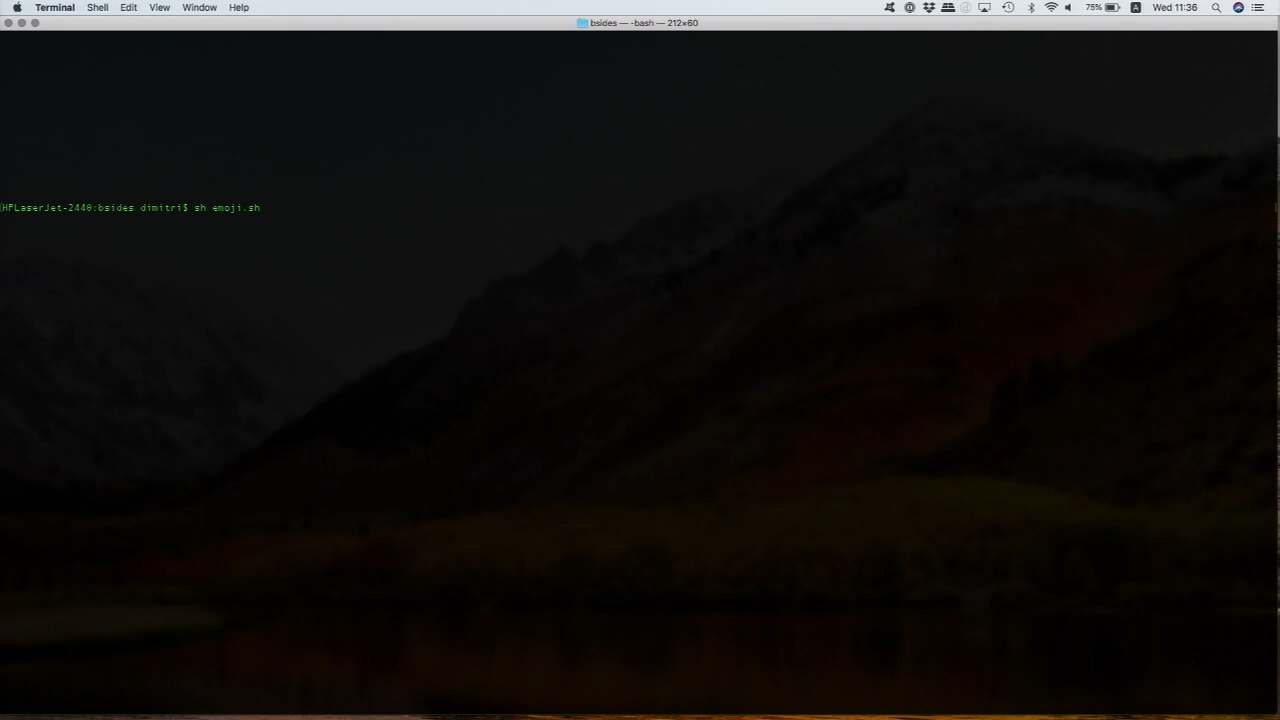 Terminal Shell Edit View Window Help 75% A Wed 11:36
bsides — -bash — 212×60
[HPLaserJet-2440:bsides dimitri$ sh emoji.sh